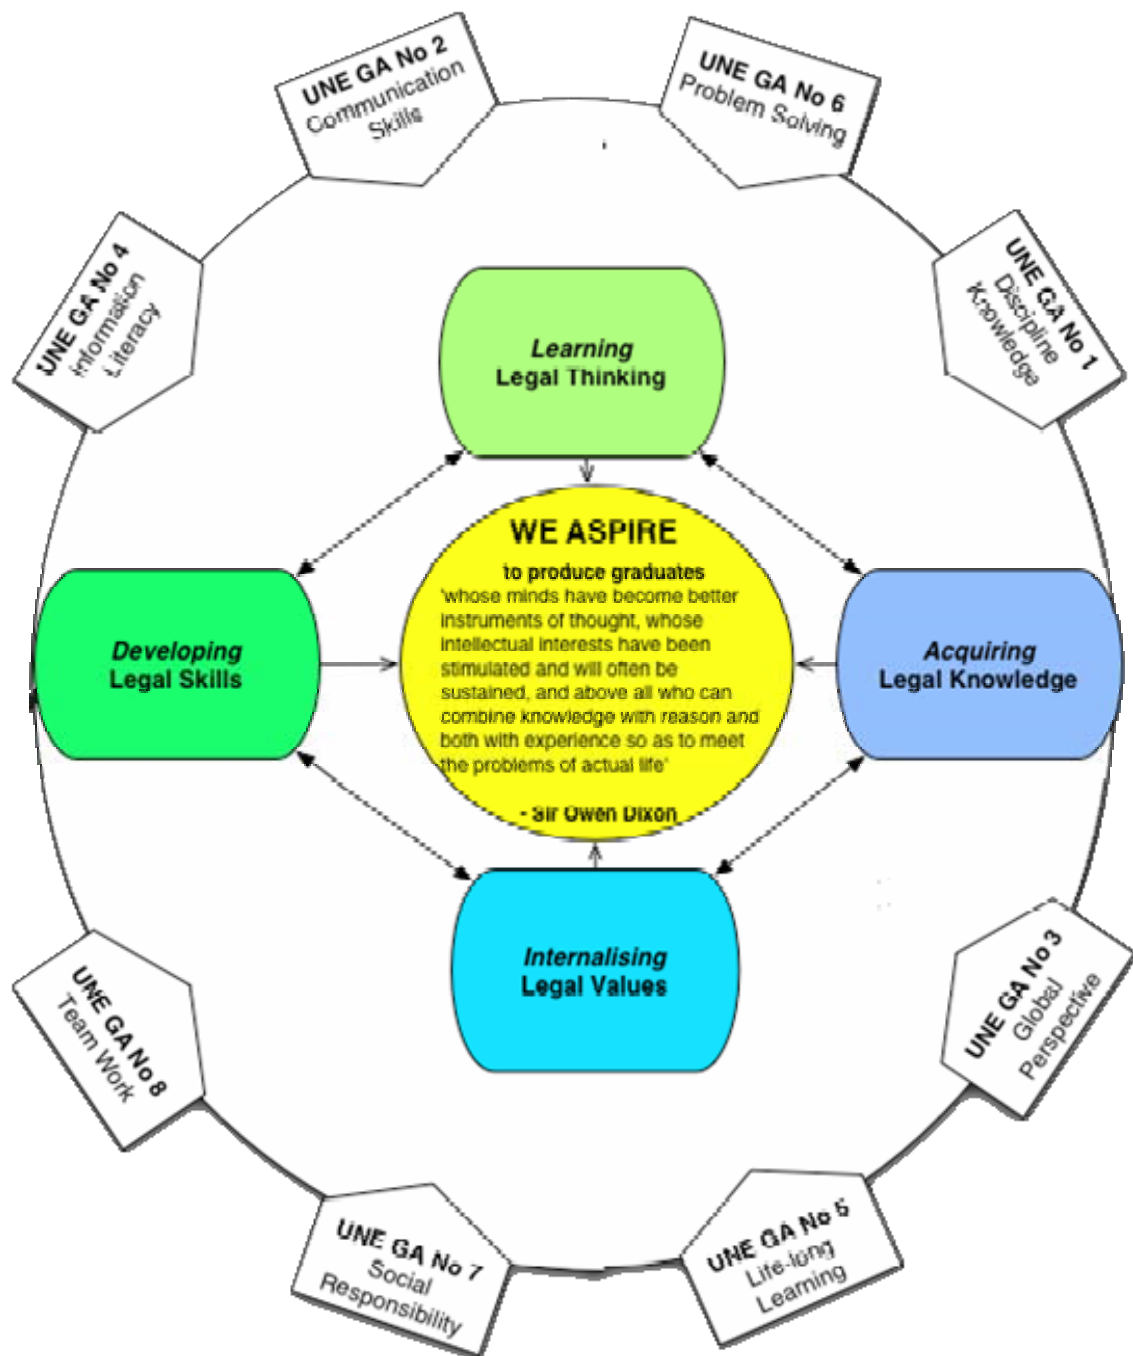 UNE GA No 2
Communication
Skills
UNE GA No 6
Problem Solving
UNE GA No 4
Information
Literacy
UNE GA No 1
Discipline
Knowledge
Learning
Legal Thinking
WE ASPIRE
to produce graduates
'whose minds have become better
instruments of thought, whose
intellectual interests have been
stimulated and will often be
sustained, and above all who can
combine knowledge with reason and
both with experience so as to meet
the problems of actual life'
- Sir Owen Dixon
Developing
Legal Skills
Acquiring
Legal Knowledge
Internalising
Legal Values
UNE GA No 8
Team Work
UNE GA No 3
Global
Perspective
UNE GA No 7
Social
Responsibility
UNE GA No 5
Life-long
Learning